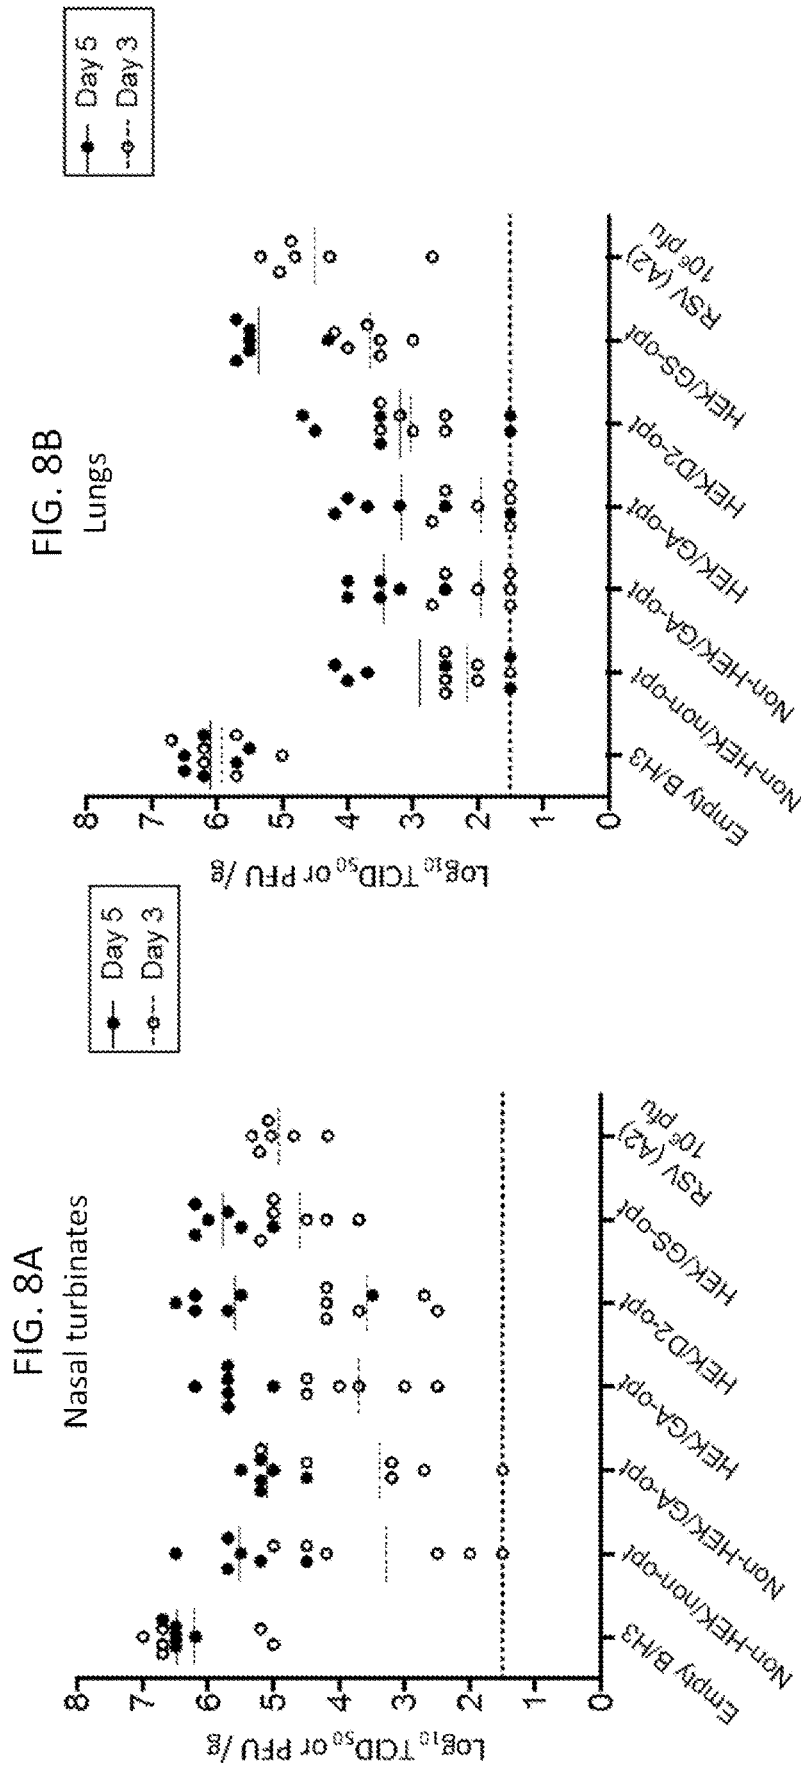 FIG. 8A
Nasal turbinates
Day 5
Day 3
Log₁₀ TCID₅₀ or PFU /g
8
7
6
5
4
3
2
1
0
Empty B/H3
Non-HEK/non-opt
Non-HEK/GA-opt
HEK/GA-opt
HEK/D2-opt
HEK/GS-opt
RSV (A2)
10⁶ pfu
FIG. 8B
Lungs
Day 5
Day 3
Log₁₀ TCID₅₀ or PFU /g
8
7
6
5
4
3
2
1
0
Empty B/H3
Non-HEK/non-opt
Non-HEK/GA-opt
HEK/GA-opt
HEK/D2-opt
HEK/GS-opt
RSV (A2)
10⁶ pfu